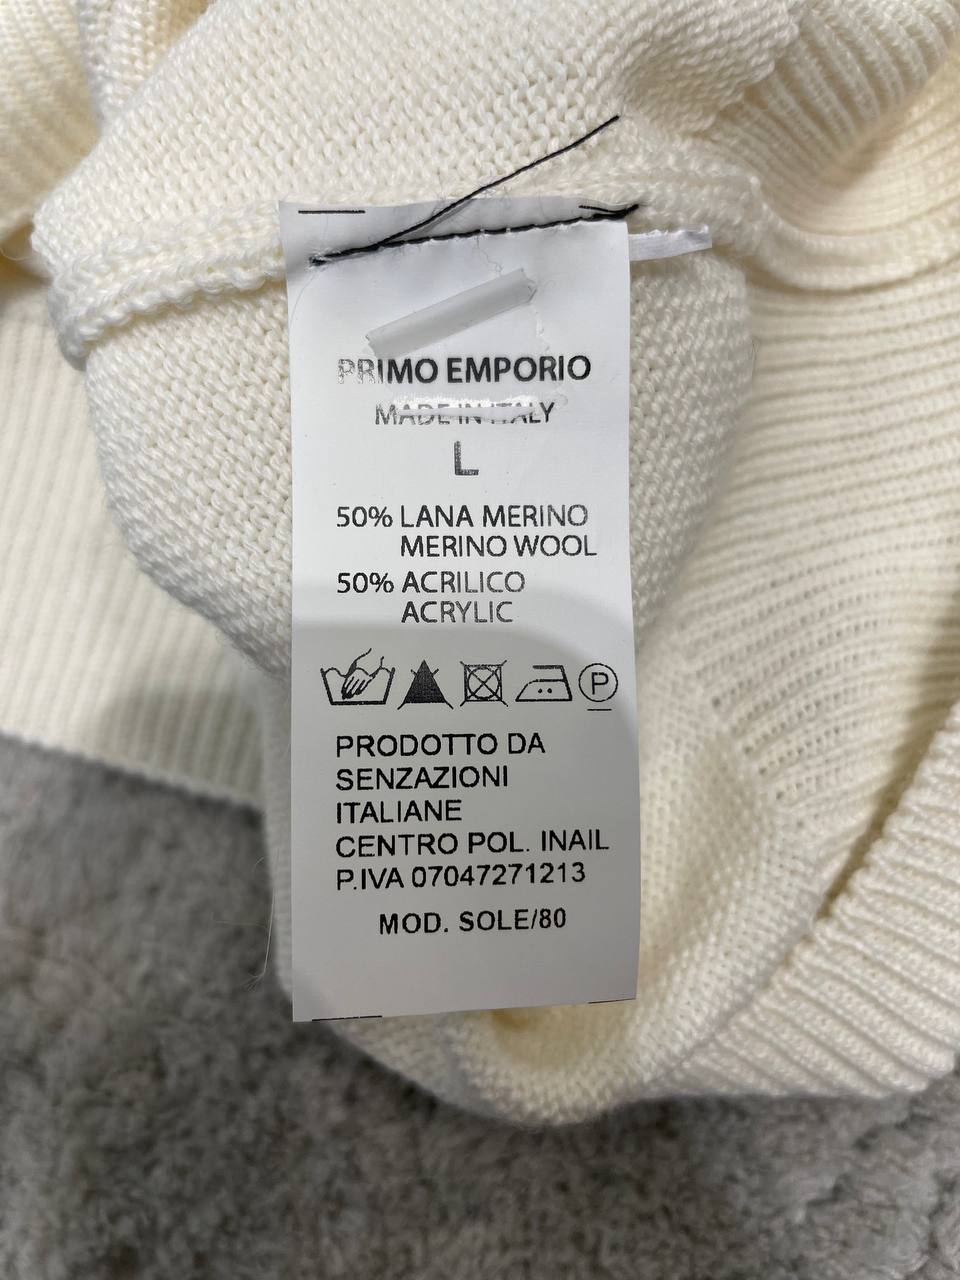 PRIMO EMPORIO
MADE IN ITALY
L
50% LANA MERINO
MERINO WOOL
50% ACRILICO
ACRYLIC
P
PRODOTTO DA
SENZAZIONI
ITALIANE
CENTRO POL. INAIL
P.IVA 07047271213
MOD. SOLE/80